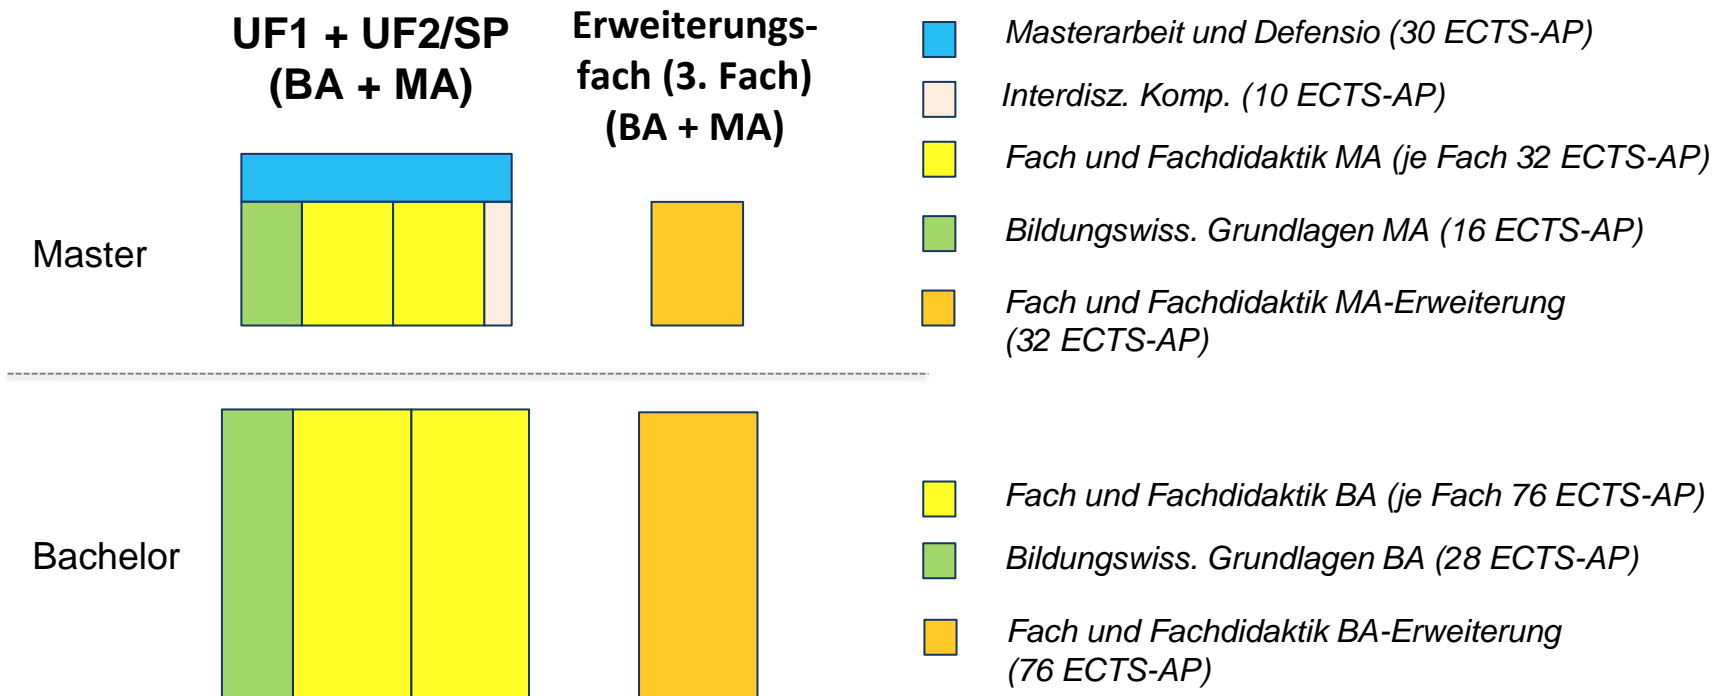 UF1 + UF2/SP
(BA + MA)
Erweiterungs-
fach (3. Fach)
(BA + MA)
Masterarbeit und Defensio (30 ECTS-AP)
Interdisz. Komp. (10 ECTS-AP)
Fach und Fachdidaktik MA (je Fach 32 ECTS-AP)
Bildungswiss. Grundlagen MA (16 ECTS-AP)
Fach und Fachdidaktik MA-Erweiterung
(32 ECTS-AP)
Master
Bachelor
Fach und Fachdidaktik BA (je Fach 76 ECTS-AP)
Bildungswiss. Grundlagen BA (28 ECTS-AP)
Fach und Fachdidaktik BA-Erweiterung
(76 ECTS-AP)